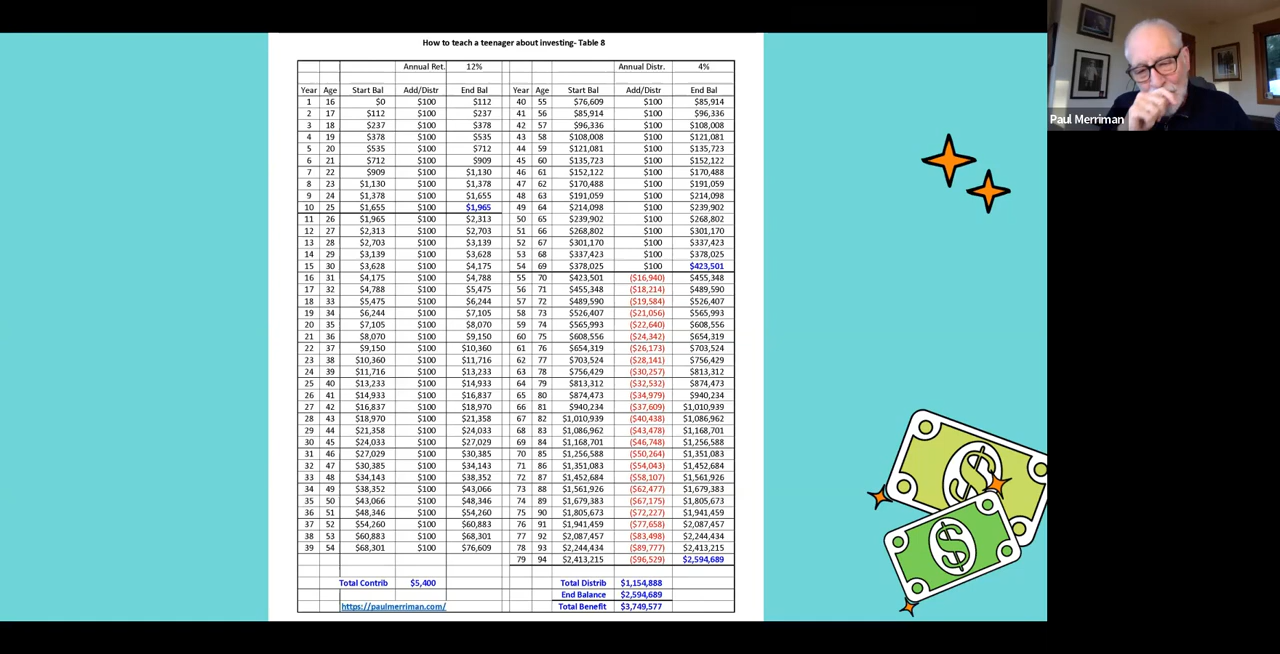 How to teach a teenager about investing- Table 8
Annual Ret. 12% Annual Distr. 4%
Year Age Start Bal Add/Distr End Bal Year Age Start Bal Add/Distr End Bal
1 16 $0 $100 $112 40 55 $76,609 $100 $85,914
2 17 $112 $100 $237 41 56 $85,914 $100 $96,336
3 18 $237 $100 $378 42 57 $96,336 $100 $108,008
4 19 $378 $100 $535 43 58 $108,008 $100 $121,081
5 20 $535 $100 $712 44 59 $121,081 $100 $135,723
6 21 $712 $100 $909 45 60 $135,723 $100 $152,122
7 22 $909 $100 $1,130 46 61 $152,122 $100 $170,488
8 23 $1,130 $100 $1,378 47 62 $170,488 $100 $191,059
9 24 $1,378 $100 $1,655 48 63 $191,059 $100 $214,098
10 25 $1,655 $100 $1,965 49 64 $214,098 $100 $239,902
11 26 $1,965 $100 $2,313 50 65 $239,902 $100 $268,802
12 27 $2,313 $100 $2,703 51 66 $268,802 $100 $301,170
13 28 $2,703 $100 $3,139 52 67 $301,170 $100 $337,423
14 29 $3,139 $100 $3,628 53 68 $337,423 $100 $378,025
15 30 $3,628 $100 $4,175 54 69 $378,025 $100 $423,501
16 31 $4,175 $100 $4,788 55 70 $423,501 ($16,940) $455,348
17 32 $4,788 $100 $5,475 56 71 $455,348 ($18,214) $489,590
18 33 $5,475 $100 $6,244 57 72 $489,590 ($19,584) $526,407
19 34 $6,244 $100 $7,105 58 73 $526,407 ($21,056) $565,993
20 35 $7,105 $100 $8,070 59 74 $565,993 ($22,640) $608,556
21 36 $8,070 $100 $9,150 60 75 $608,556 ($24,342) $654,319
22 37 $9,150 $100 $10,360 61 76 $654,319 ($26,173) $703,524
23 38 $10,360 $100 $11,716 62 77 $703,524 ($28,141) $756,429
24 39 $11,716 $100 $13,233 63 78 $756,429 ($30,257) $813,312
25 40 $13,233 $100 $14,933 64 79 $813,312 ($32,532) $874,473
26 41 $14,933 $100 $16,837 65 80 $874,473 ($34,979) $940,234
27 42 $16,837 $100 $18,970 66 81 $940,234 ($37,609) $1,010,939
28 43 $18,970 $100 $21,358 67 82 $1,010,939 ($40,438) $1,086,962
29 44 $21,358 $100 $24,033 68 83 $1,086,962 ($43,478) $1,168,701
30 45 $24,033 $100 $27,029 69 84 $1,168,701 ($46,748) $1,256,588
31 46 $27,029 $100 $30,385 70 85 $1,256,588 ($50,264) $1,351,083
32 47 $30,385 $100 $34,143 71 86 $1,351,083 ($54,043) $1,452,684
33 48 $34,143 $100 $38,352 72 87 $1,452,684 ($58,107) $1,561,926
34 49 $38,352 $100 $43,066 73 88 $1,561,926 ($62,477) $1,679,383
35 50 $43,066 $100 $48,346 74 89 $1,679,383 ($67,175) $1,805,673
36 51 $48,346 $100 $54,260 75 90 $1,805,673 ($72,227) $1,941,459
37 52 $54,260 $100 $60,883 76 91 $1,941,459 ($77,658) $2,087,457
38 53 $60,883 $100 $68,301 77 92 $2,087,457 ($83,498) $2,244,434
39 54 $68,301 $100 $76,609 78 93 $2,244,434 ($89,777) $2,413,215
79 94 $2,413,215 ($96,529) $2,594,689
Total Contrib $5,400 Total Distrib $1,154,888
End Balance $2,594,689
https://paulmerriman.com/ Total Benefit $3,749,577
Paul Merriman